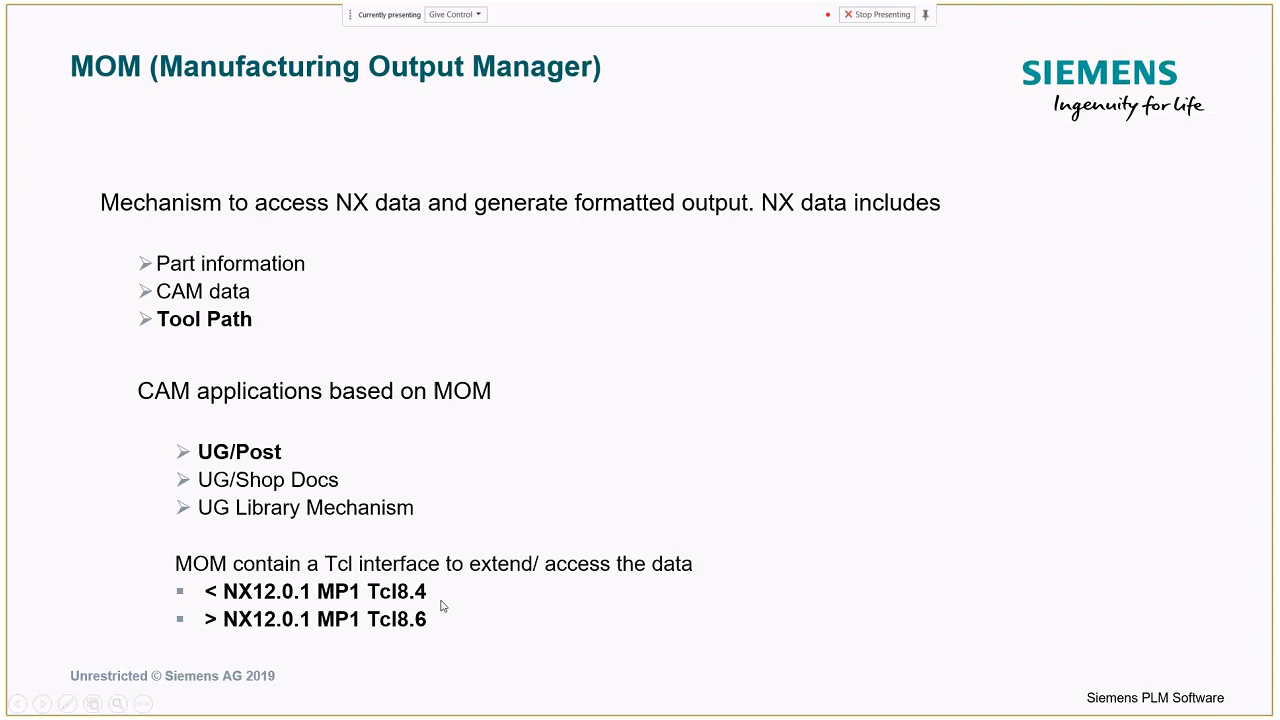 Currently presenting Give Control Stop Presenting
MOM (Manufacturing Output Manager)
SIEMENS
Ingenuity for life
Mechanism to access NX data and generate formatted output. NX data includes
Part information
CAM data
Tool Path
CAM applications based on MOM
UG/Post
UG/Shop Docs
UG Library Mechanism
MOM contain a Tcl interface to extend/ access the data
< NX12.0.1 MP1 Tcl8.4
> NX12.0.1 MP1 Tcl8.6
Unrestricted © Siemens AG 2019
Siemens PLM Software